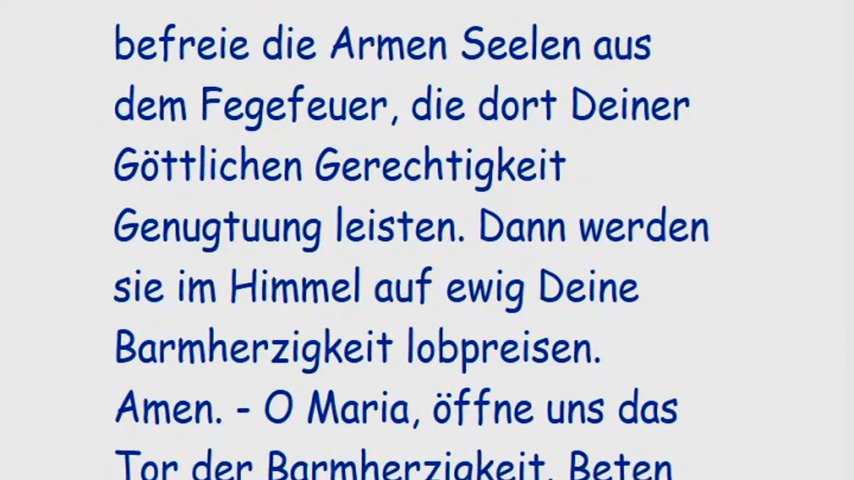 befreie die Armen Seelen aus
dem Fegefeuer, die dort Deiner
Göttlichen Gerechtigkeit
Genugtuung leisten. Dann werden
sie im Himmel auf ewig Deine
Barmherzigkeit lobpreisen.
Amen. - O Maria, öffne uns das
Tor der Barmherzigkeit. Beten